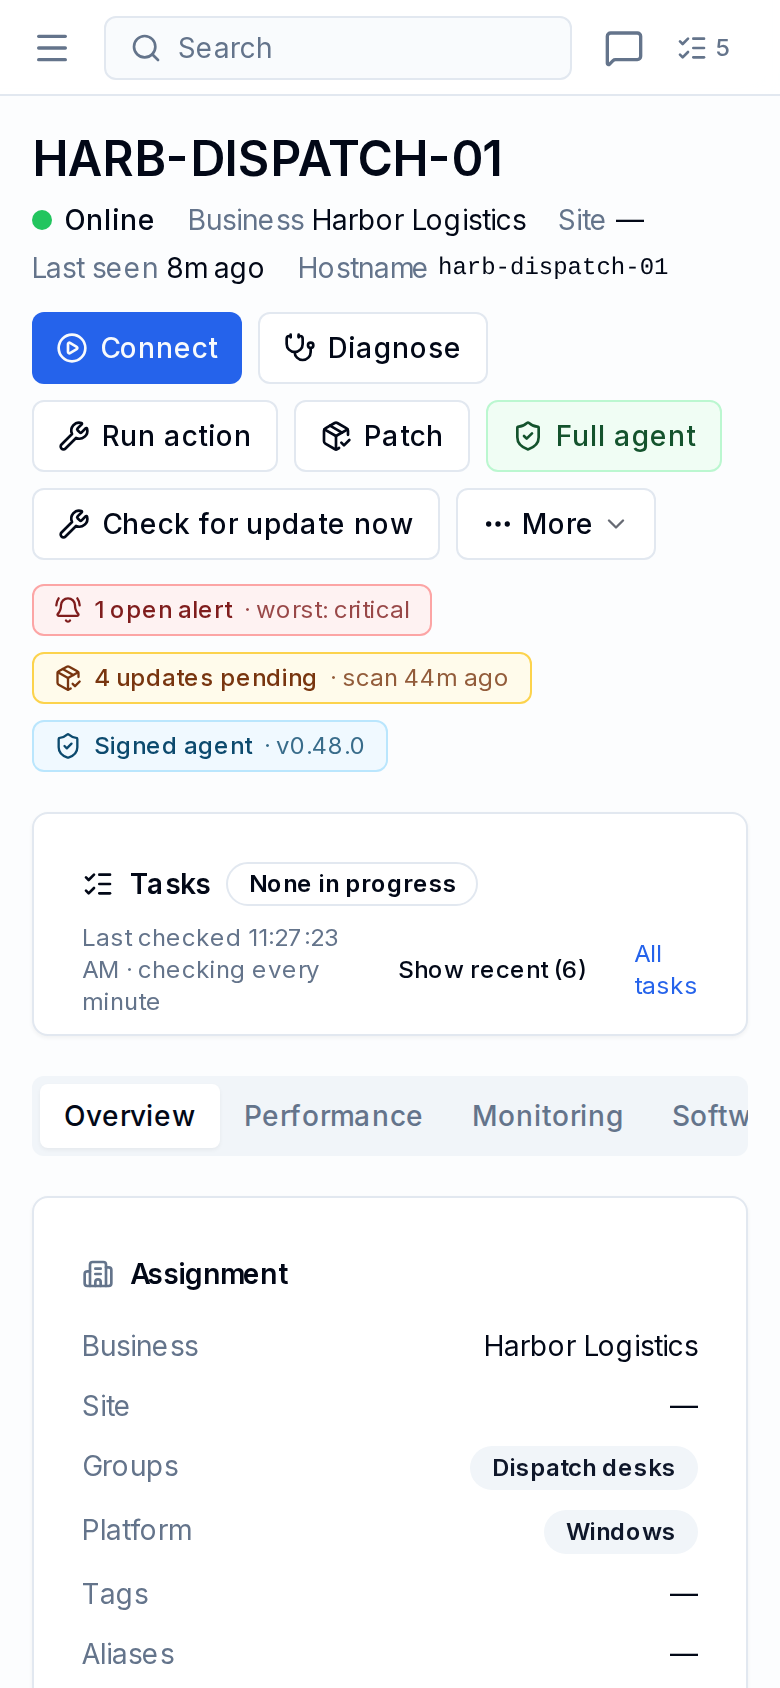 Search
5
HARB-DISPATCH-01
Online Business Harbor Logistics Site —
Last seen 8m ago Hostname harb-dispatch-01
Connect Diagnose
Run action Patch Full agent
Check for update now ··· More
1 open alert · worst: critical
4 updates pending · scan 44m ago
Signed agent · v0.48.0
Tasks None in progress
Last checked 11:27:23
AM · checking every
minute
Show recent (6)
All
tasks
Overview Performance Monitoring Softw
Assignment
Business Harbor Logistics
Site —
Groups Dispatch desks
Platform Windows
Tags —
Aliases —